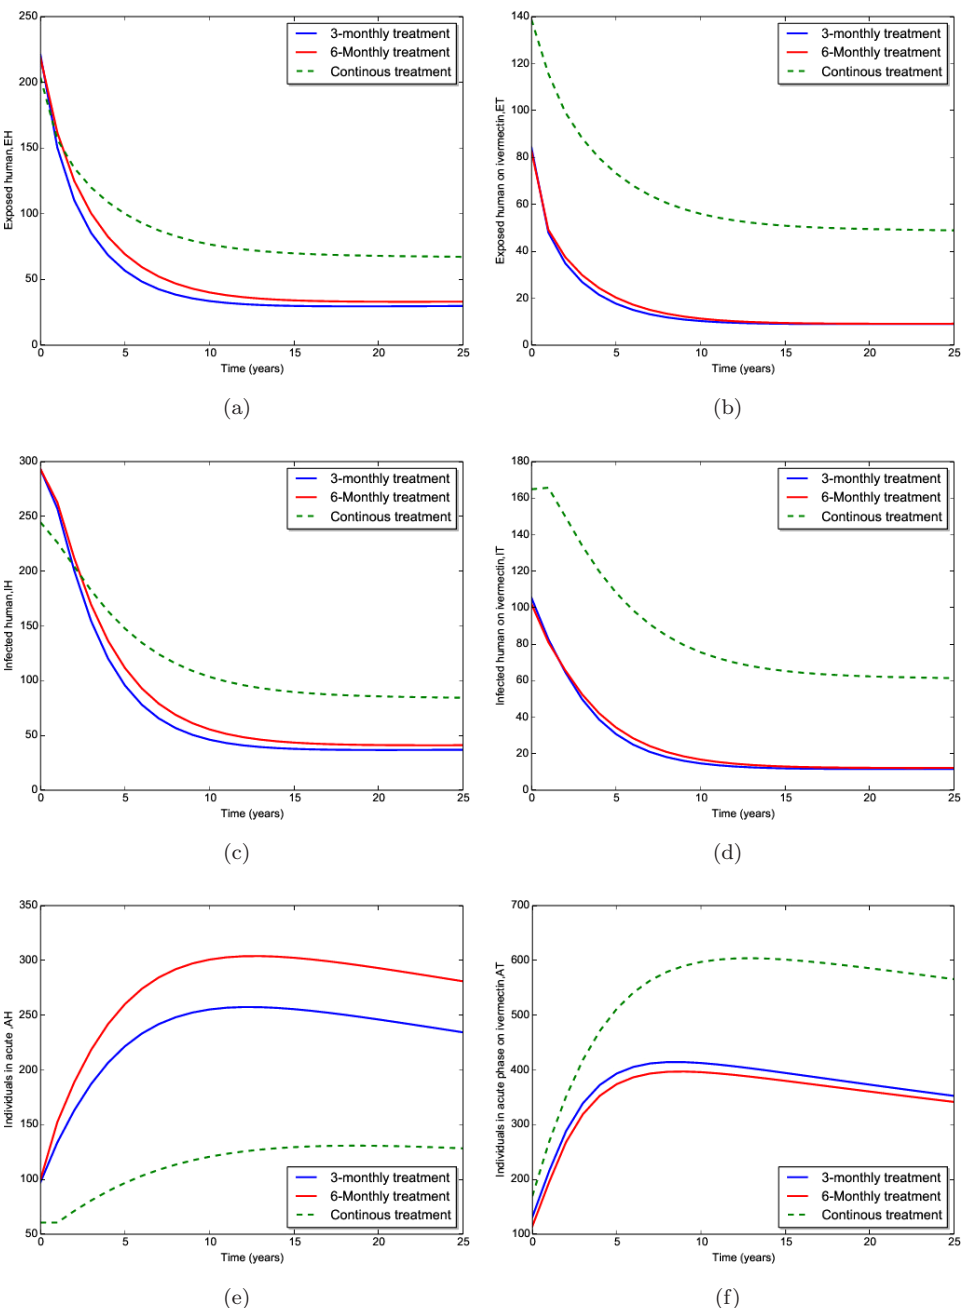 250
200
150
100
50
0
Exposed human,EH
3-monthly treatment
6-Monthly treatment
Continous treatment
0 5 10 15 20 25
Time (years)
(a)
140
120
100
80
60
40
20
0
Exposed human on ivermectin,ET
3-monthly treatment
6-Monthly treatment
Continous treatment
0 5 10 15 20 25
Time (years)
(b)
300
250
200
150
100
50
0
Infected human,IH
3-monthly treatment
6-Monthly treatment
Continous treatment
0 5 10 15 20 25
Time (years)
(c)
180
160
140
120
100
80
60
40
20
0
Infected human on ivermectin,IT
3-monthly treatment
6-Monthly treatment
Continous treatment
0 5 10 15 20 25
Time (years)
(d)
350
300
250
200
150
100
50
Individuals in acute ,AH
3-monthly treatment
6-Monthly treatment
Continous treatment
0 5 10 15 20 25
Time (years)
(e)
700
600
500
400
300
200
100
Individuals in acute phase on ivermectin,AT
3-monthly treatment
6-Monthly treatment
Continous treatment
0 5 10 15 20 25
Time (years)
(f)